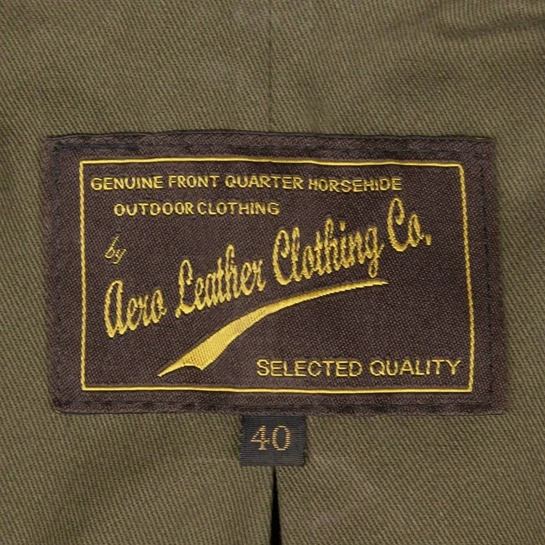 GENUINE FRONT QUARTER HORSEHIDE
OUTDOOR CLOTHING
by
Aero Leather Clothing Co.
SELECTED QUALITY
40